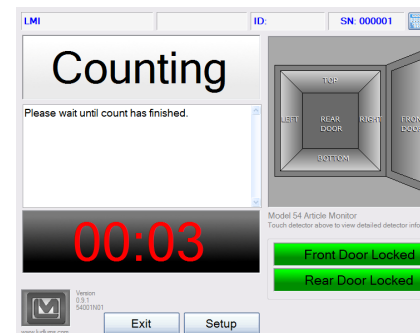 LMI ID: SN: 000001
Counting
Please wait until count has finished.
TOP
LEFT REAR DOOR RIGHT
BOTTOM
Model 54 Article Monitor
Touch detector above to view detailed detector info
00:03
Front Door Locked
Rear Door Locked
Version
0.9.1
54001N01
Exit Setup